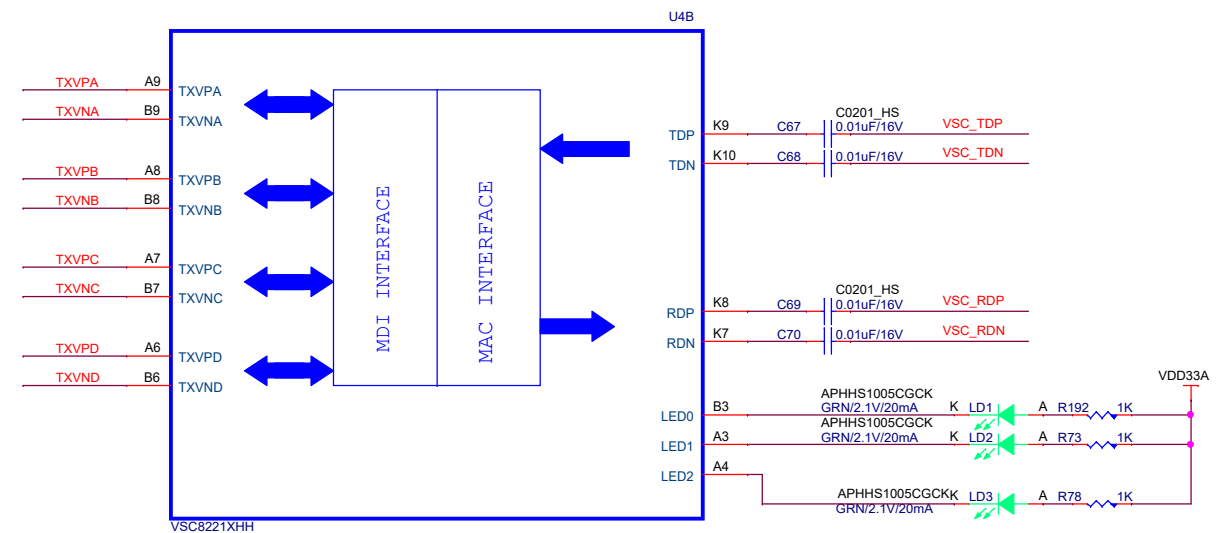 U4B
TXVPA A9 TXVPA
TXVNA B9 TXVNA
TXVPB A8 TXVPB
TXVNB B8 TXVNB
TXVPC A7 TXVPC
TXVNC B7 TXVNC
TXVPD A6 TXVPD
TXVND B6 TXVND
MDI INTERFACE
MAC INTERFACE
C0201_HS
TDP K9 C67 0.01uF/16V VSC_TDP
TDN K10 C68 0.01uF/16V VSC_TDN
C0201_HS
RDP K8 C69 0.01uF/16V VSC_RDP
RDN K7 C70 0.01uF/16V VSC_RDN
VDD33A
APHHS1005CGCK
LED0 B3 GRN/2.1V/20mA K LD1 A R192 1K
APHHS1005CGCK
LED1 A3 GRN/2.1V/20mA K LD2 A R73 1K
LED2 A4
APHHS1005CGCK K LD3 A R78 1K
GRN/2.1V/20mA
VSC8221XHH